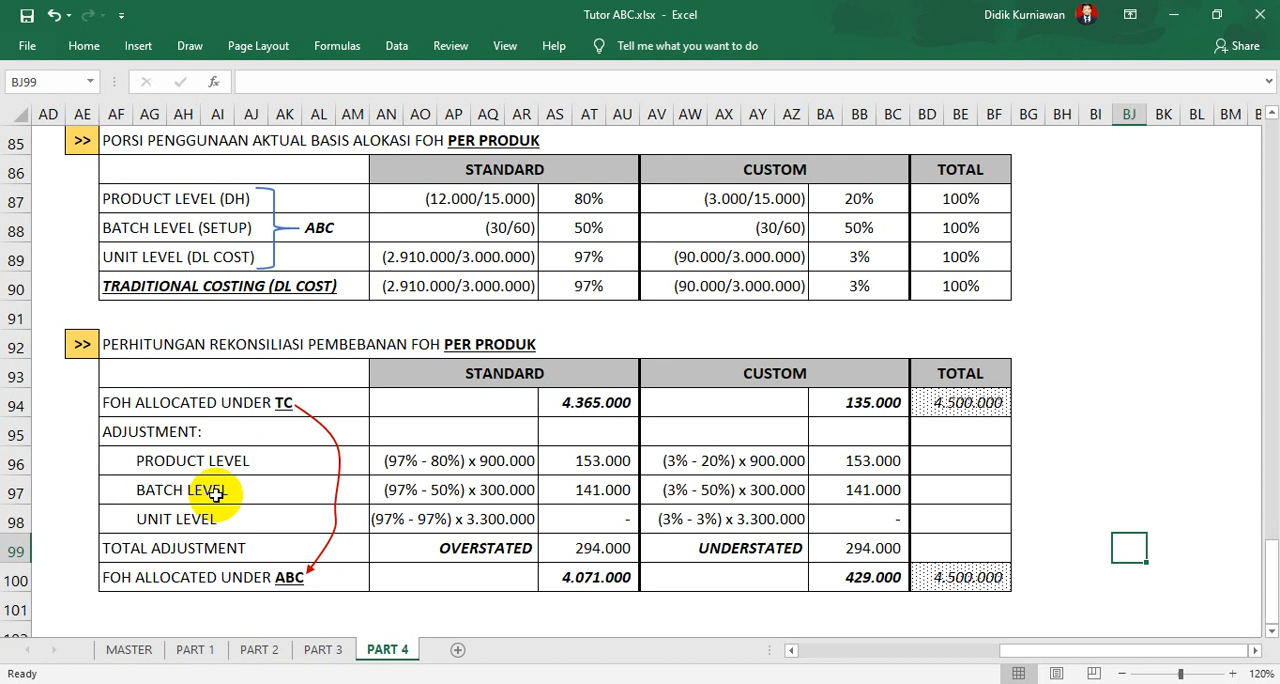 Tutor ABC.xlsx - Excel
Didik Kurniawan
File Home Insert Draw Page Layout Formulas Data Review View Help Tell me what you want to do Share
BJ99 fx
AD AE AF AG AH AI AJ AK AL AM AN AO AP AQ AR AS AT AU AV AW AX AY AZ BA BB BC BD BE BF BG BH BI BJ BK BL BM
85 >> PORSI PENGGUNAAN AKTUAL BASIS ALOKASI FOH PER PRODUK
86 STANDARD CUSTOM TOTAL
87 PRODUCT LEVEL (DH) (12.000/15.000) 80% (3.000/15.000) 20% 100%
88 BATCH LEVEL (SETUP) ABC (30/60) 50% (30/60) 50% 100%
89 UNIT LEVEL (DL COST) (2.910.000/3.000.000) 97% (90.000/3.000.000) 3% 100%
90 TRADITIONAL COSTING (DL COST) (2.910.000/3.000.000) 97% (90.000/3.000.000) 3% 100%
91
92 >> PERHITUNGAN REKONSILIASI PEMBEBANAN FOH PER PRODUK
93 STANDARD CUSTOM TOTAL
94 FOH ALLOCATED UNDER TC 4.365.000 135.000 4.500.000
95 ADJUSTMENT:
96 PRODUCT LEVEL (97% - 80%) x 900.000 153.000 (3% - 20%) x 900.000 153.000
97 BATCH LEVEL (97% - 50%) x 300.000 141.000 (3% - 50%) x 300.000 141.000
98 UNIT LEVEL (97% - 97%) x 3.300.000 - (3% - 3%) x 3.300.000 -
99 TOTAL ADJUSTMENT OVERSTATED 294.000 UNDERSTATED 294.000
100 FOH ALLOCATED UNDER ABC 4.071.000 429.000 4.500.000
101
MASTER PART 1 PART 2 PART 3 PART 4
Ready 120%